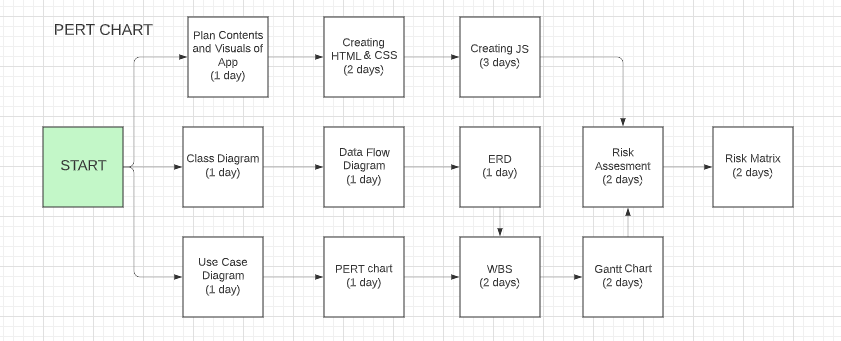 PERT CHART
Plan Contents
and Visuals of
App
(1 day)
Creating
HTML & CSS
(2 days)
Creating JS
(3 days)
START
Class Diagram
(1 day)
Data Flow
Diagram
(1 day)
ERD
(1 day)
Risk
Assesment
(2 days)
Risk Matrix
(2 days)
Use Case
Diagram
(1 day)
PERT chart
(1 day)
WBS
(2 days)
Gantt Chart
(2 days)